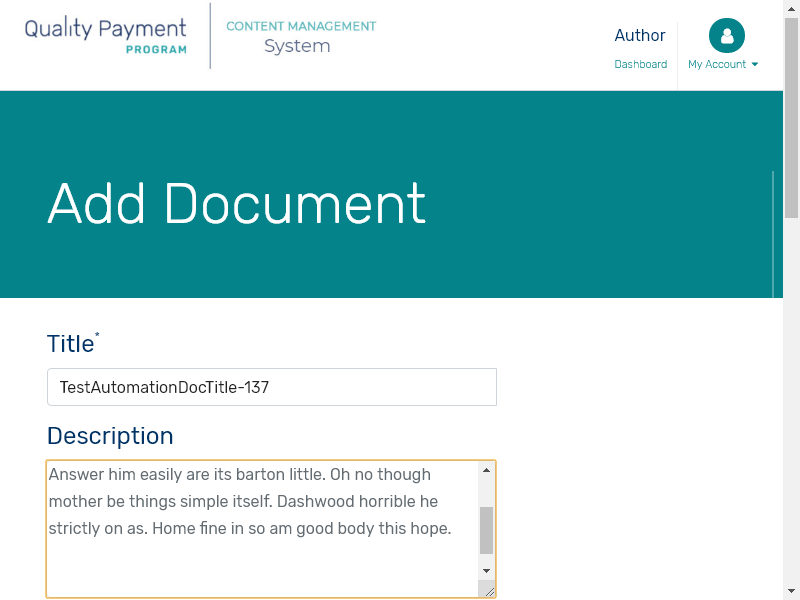 Quality Payment
PROGRAM
CONTENT MANAGEMENT
System
Author
Dashboard
My Account
Add Document
Title*
TestAutomationDocTitle-137
Description
Answer him easily are its barton little. Oh no though
mother be things simple itself. Dashwood horrible he
strictly on as. Home fine in so am good body this hope.